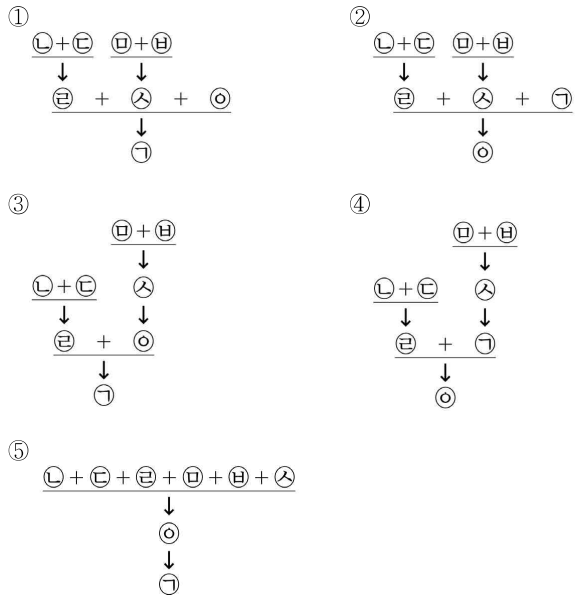 ① ②
㉡+㉢ ㉤+㉥ ㉡+㉢ ㉤+㉥
↓ ↓ ↓ ↓
㉣ + ㉦ + ㉧ ㉣ + ㉦ + ㉠
↓ ↓
㉠ ㉧
③ ④
㉤+㉥ ㉤+㉥
↓ ↓
㉡+㉢ ㉦ ㉡+㉢ ㉦
↓ ↓ ↓ ↓
㉣ + ㉧ ㉣ + ㉠
↓ ↓
㉠ ㉧
⑤
㉡+㉢+㉣+㉤+㉥+㉦
↓
㉧
↓
㉠